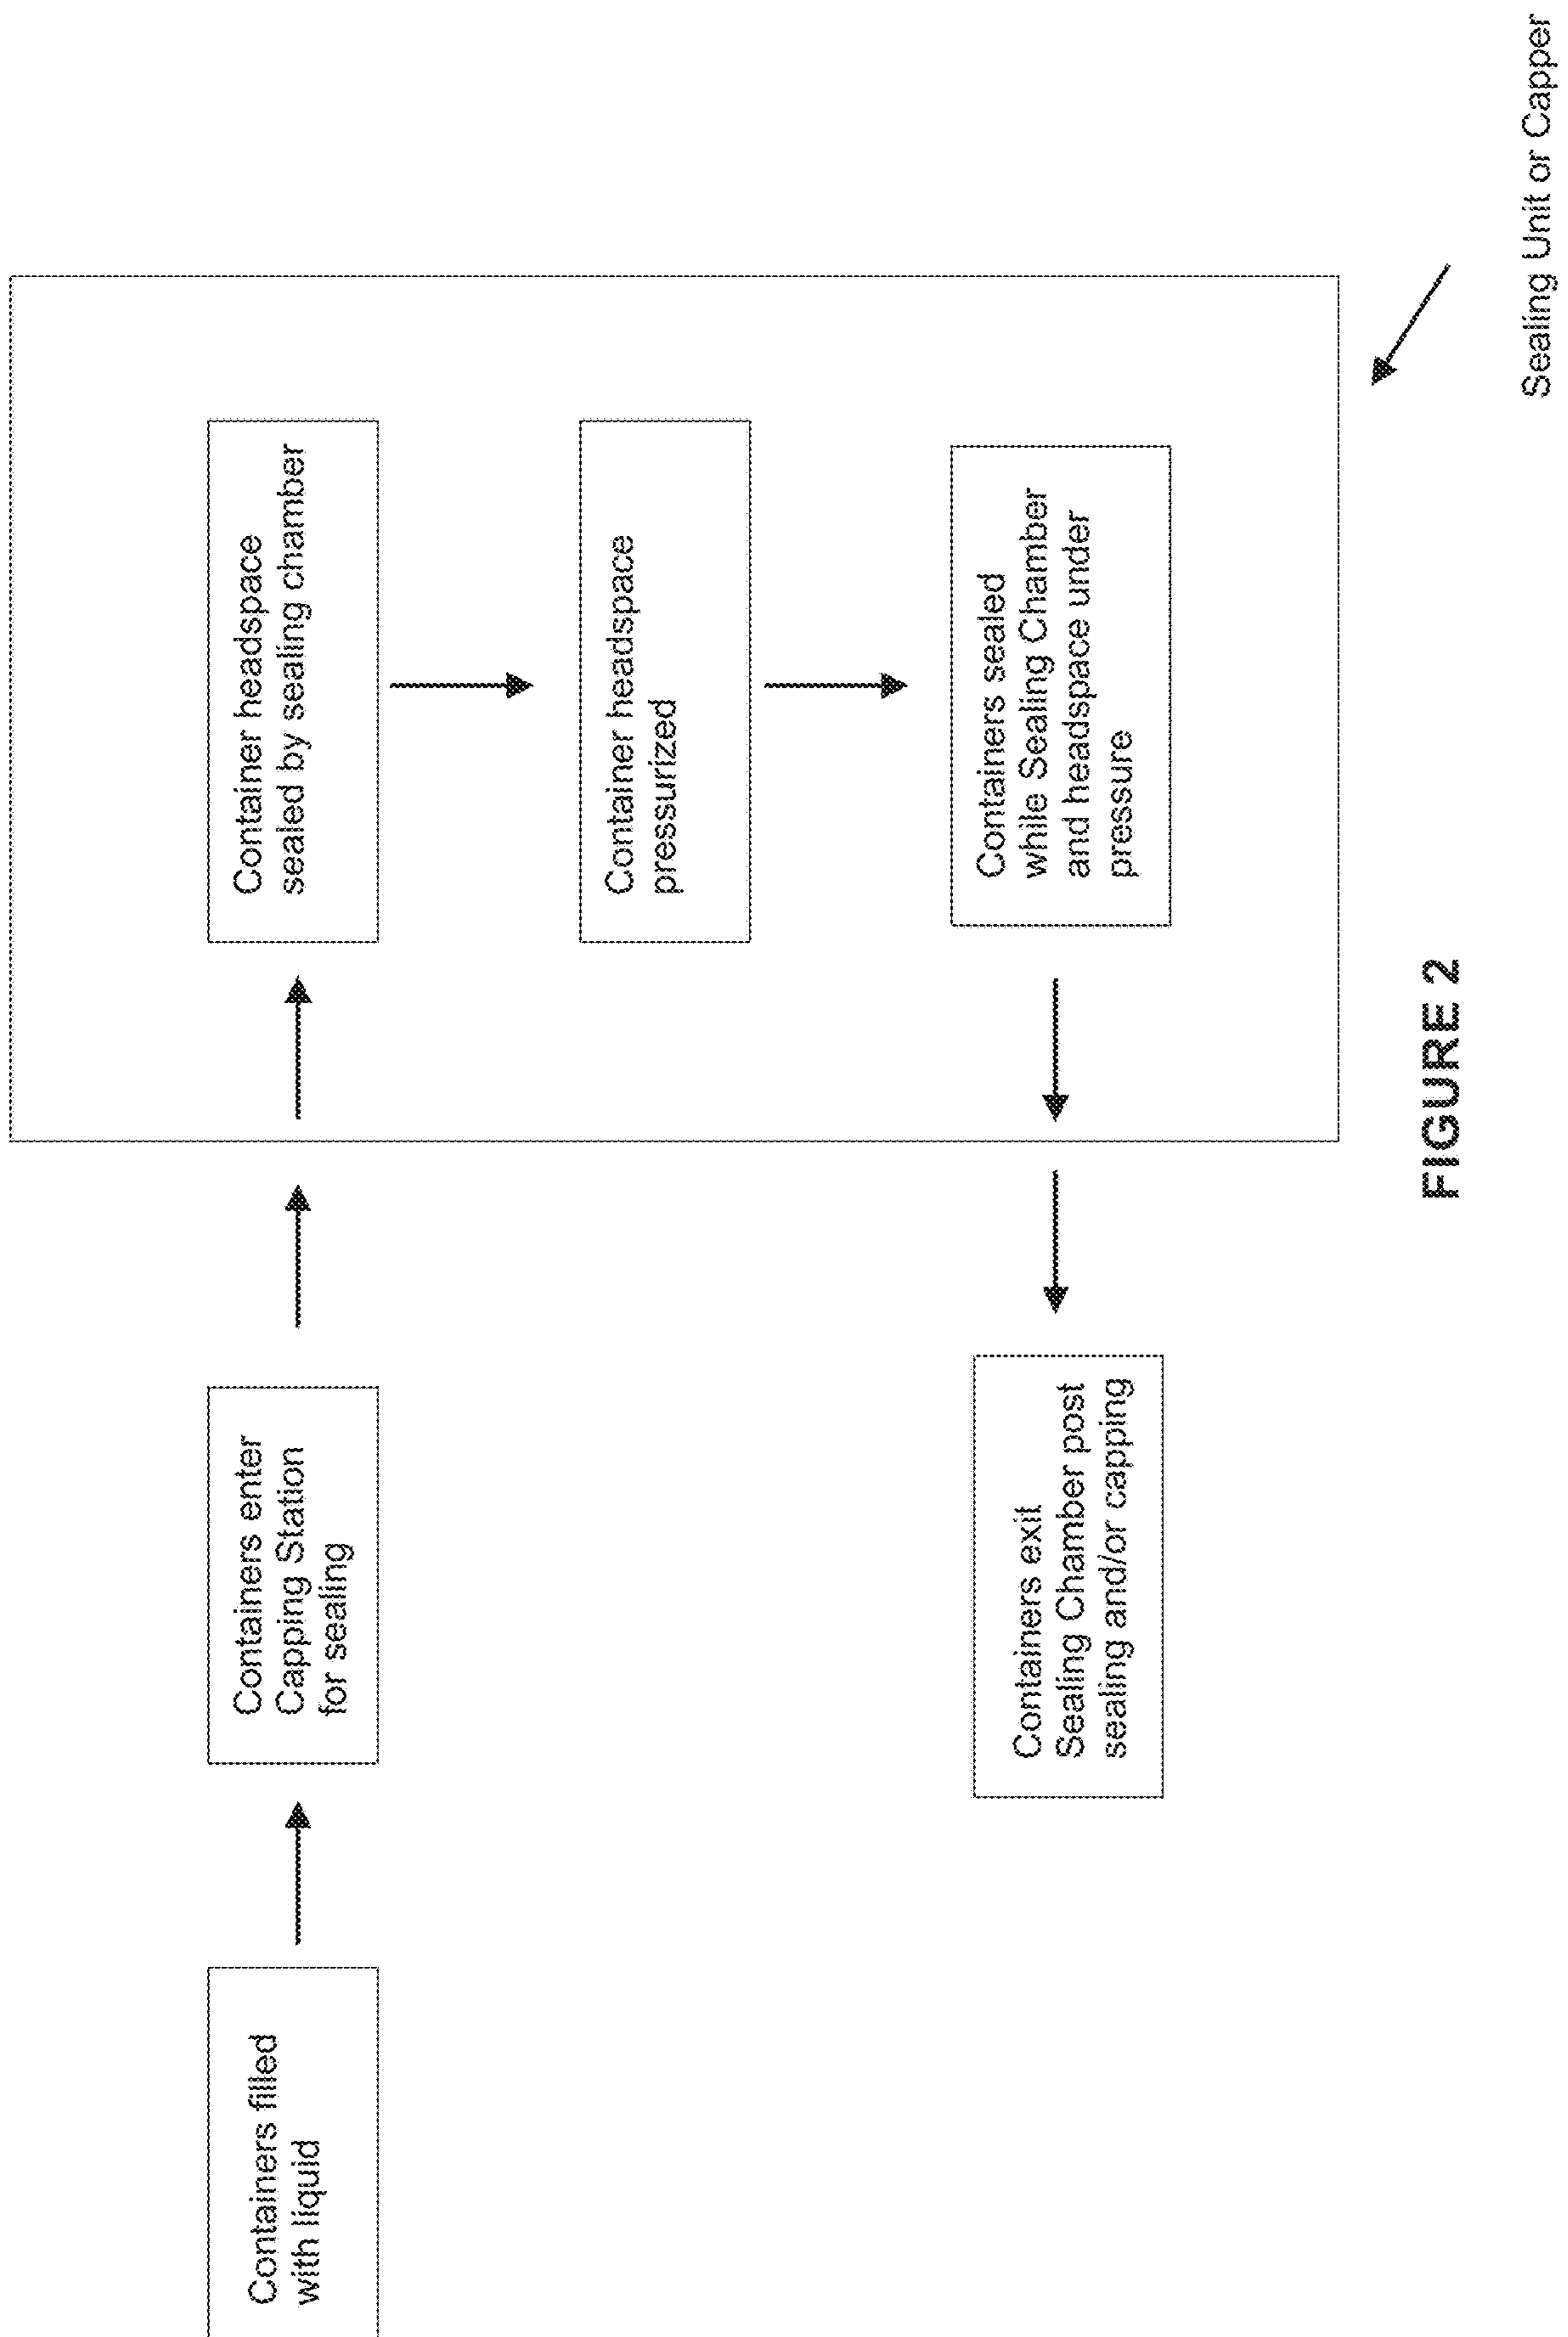 Containers filled
with liquid
Containers enter
Capping Station
for sealing
Container headspace
sealed by sealing chamber
Container headspace
pressurized
Containers sealed
while Sealing Chamber
and headspace under
pressure
Containers exit
Sealing Chamber post
sealing and/or capping
Sealing Unit or Capper
FIGURE 2